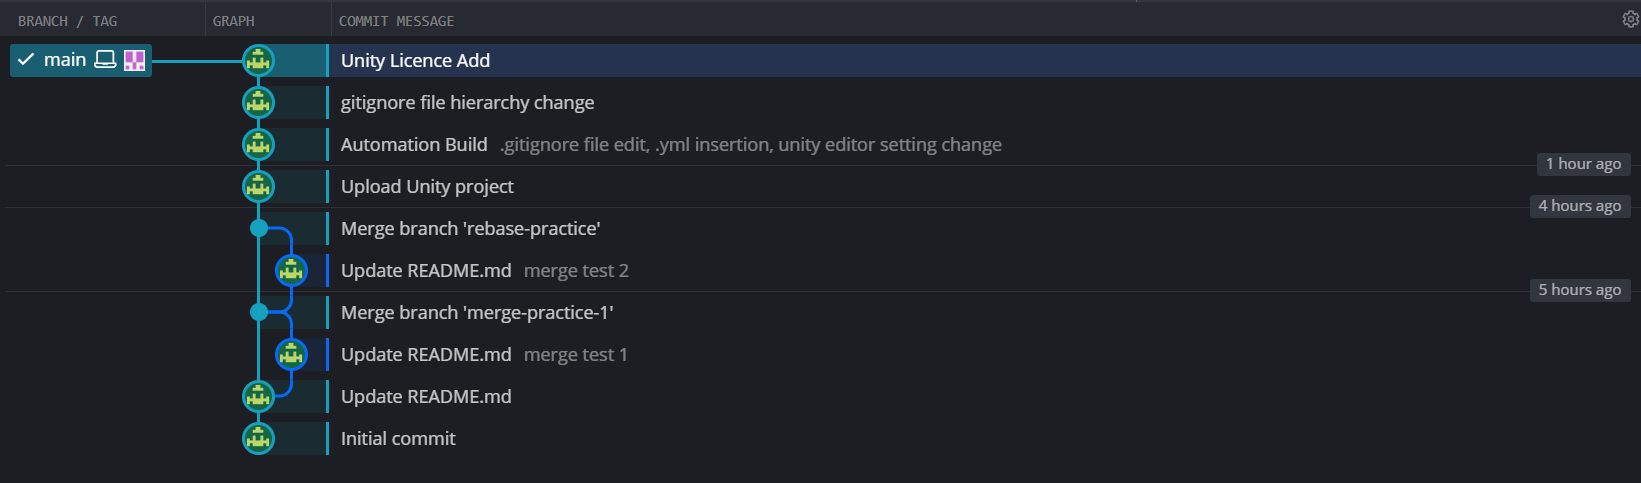 BRANCH / TAG GRAPH COMMIT MESSAGE
main Unity Licence Add
gitignore file hierarchy change
Automation Build .gitignore file edit, .yml insertion, unity editor setting change
1 hour ago
Upload Unity project
4 hours ago
Merge branch 'rebase-practice'
Update README.md merge test 2
5 hours ago
Merge branch 'merge-practice-1'
Update README.md merge test 1
Update README.md
Initial commit